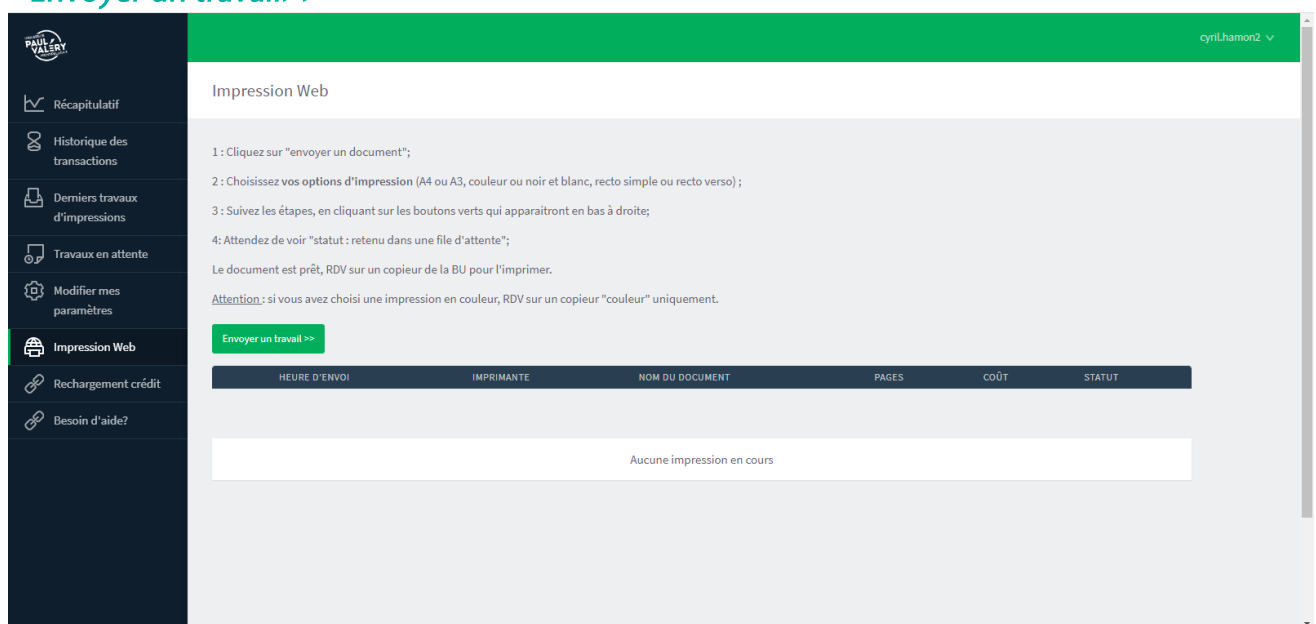 Envoyer un travail>>
PAUL
VALÉRY
cyril.hamon2
Impression Web
Récapitulatif
Historique des
transactions
Derniers travaux
d'impressions
Travaux en attente
Modifier mes
paramètres
Impression Web
Rechargement crédit
Besoin d'aide?
1 : Cliquez sur "envoyer un document";
2 : Choisissez vos options d'impression (A4 ou A3, couleur ou noir et blanc, recto simple ou recto verso) ;
3 : Suivez les étapes, en cliquant sur les boutons verts qui apparaitront en bas à droite;
4: Attendez de voir "statut : retenu dans une file d'attente";
Le document est prêt, RDV sur un copieur de la BU pour l'imprimer.
Attention : si vous avez choisi une impression en couleur, RDV sur un copieur "couleur" uniquement.
Envoyer un travail >>
HEURE D'ENVOI IMPRIMANTE NOM DU DOCUMENT PAGES COÛT STATUT
Aucune impression en cours